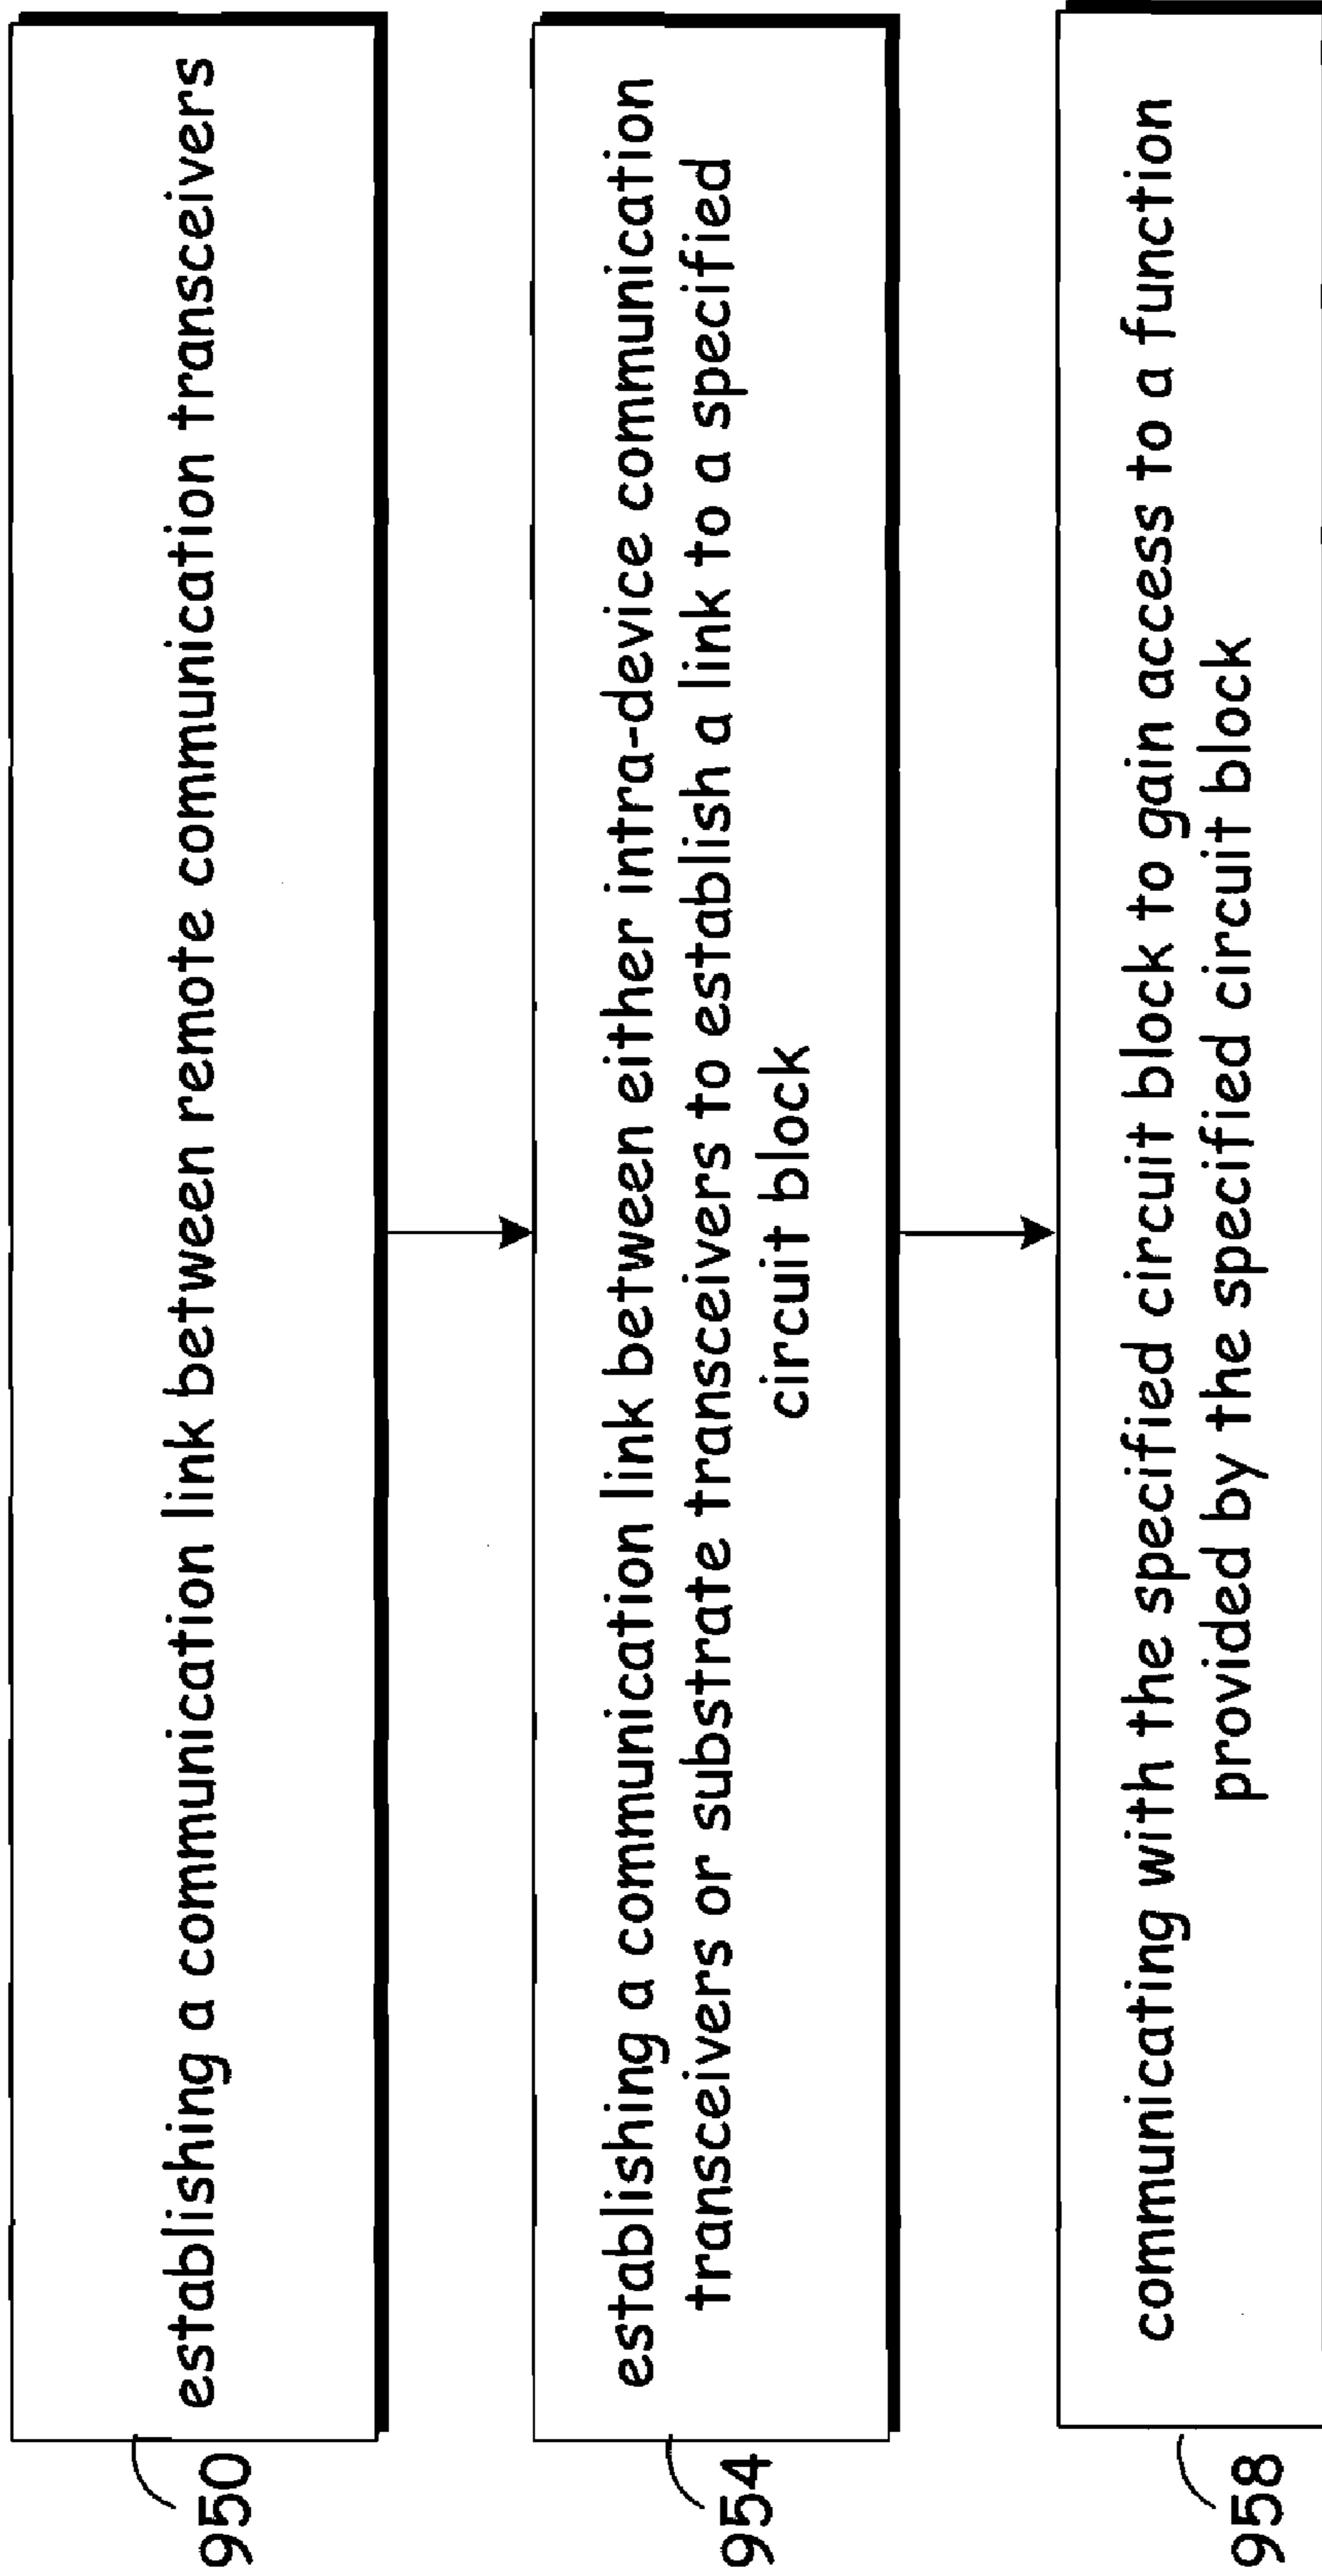 950
establishing a communication link between remote communication transceivers
954
establishing a communication link between either intra-device communication
transceivers or substrate transceivers to establish a link to a specified
circuit block
958
communicating with the specified circuit block to gain access to a function
provided by the specified circuit block